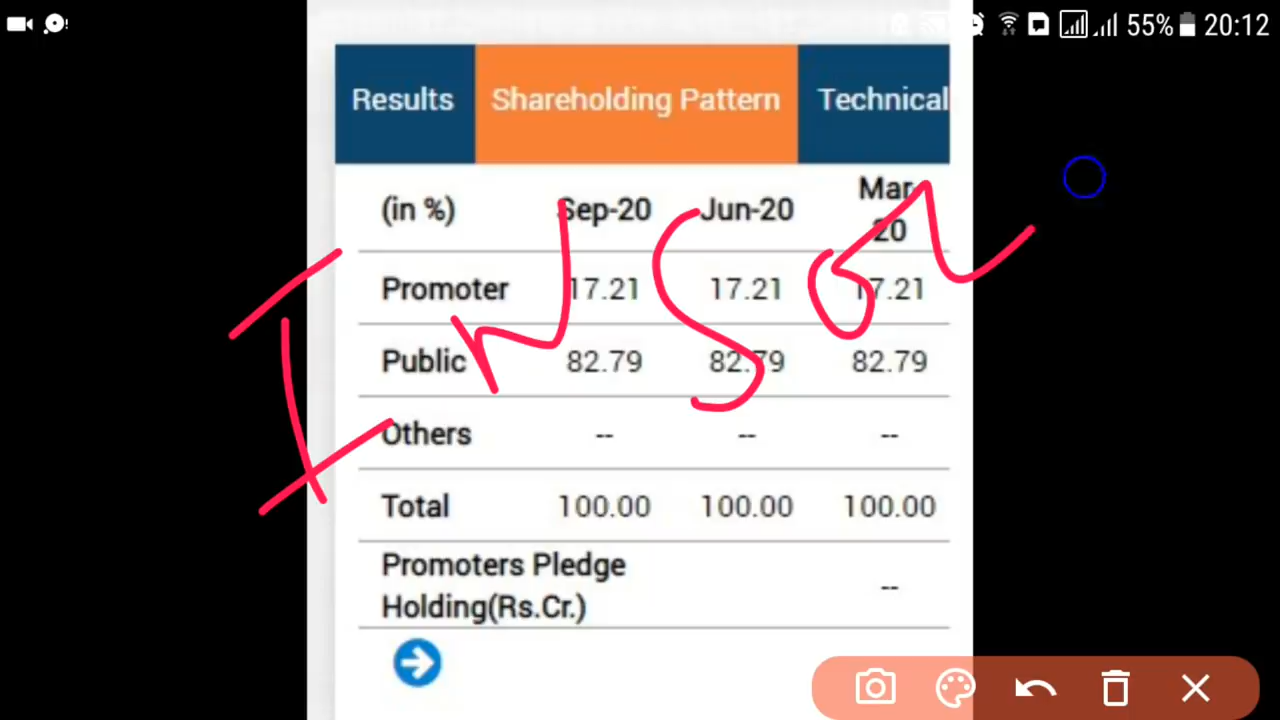 55% 20:12
Results Shareholding Pattern Technical
(in %) Sep-20 Jun-20 Mar-20
Promoter 17.21 17.21 17.21
Public 82.79 82.79 82.79
Others -- -- --
Total 100.00 100.00 100.00
Promoters Pledge
Holding(Rs.Cr.) --